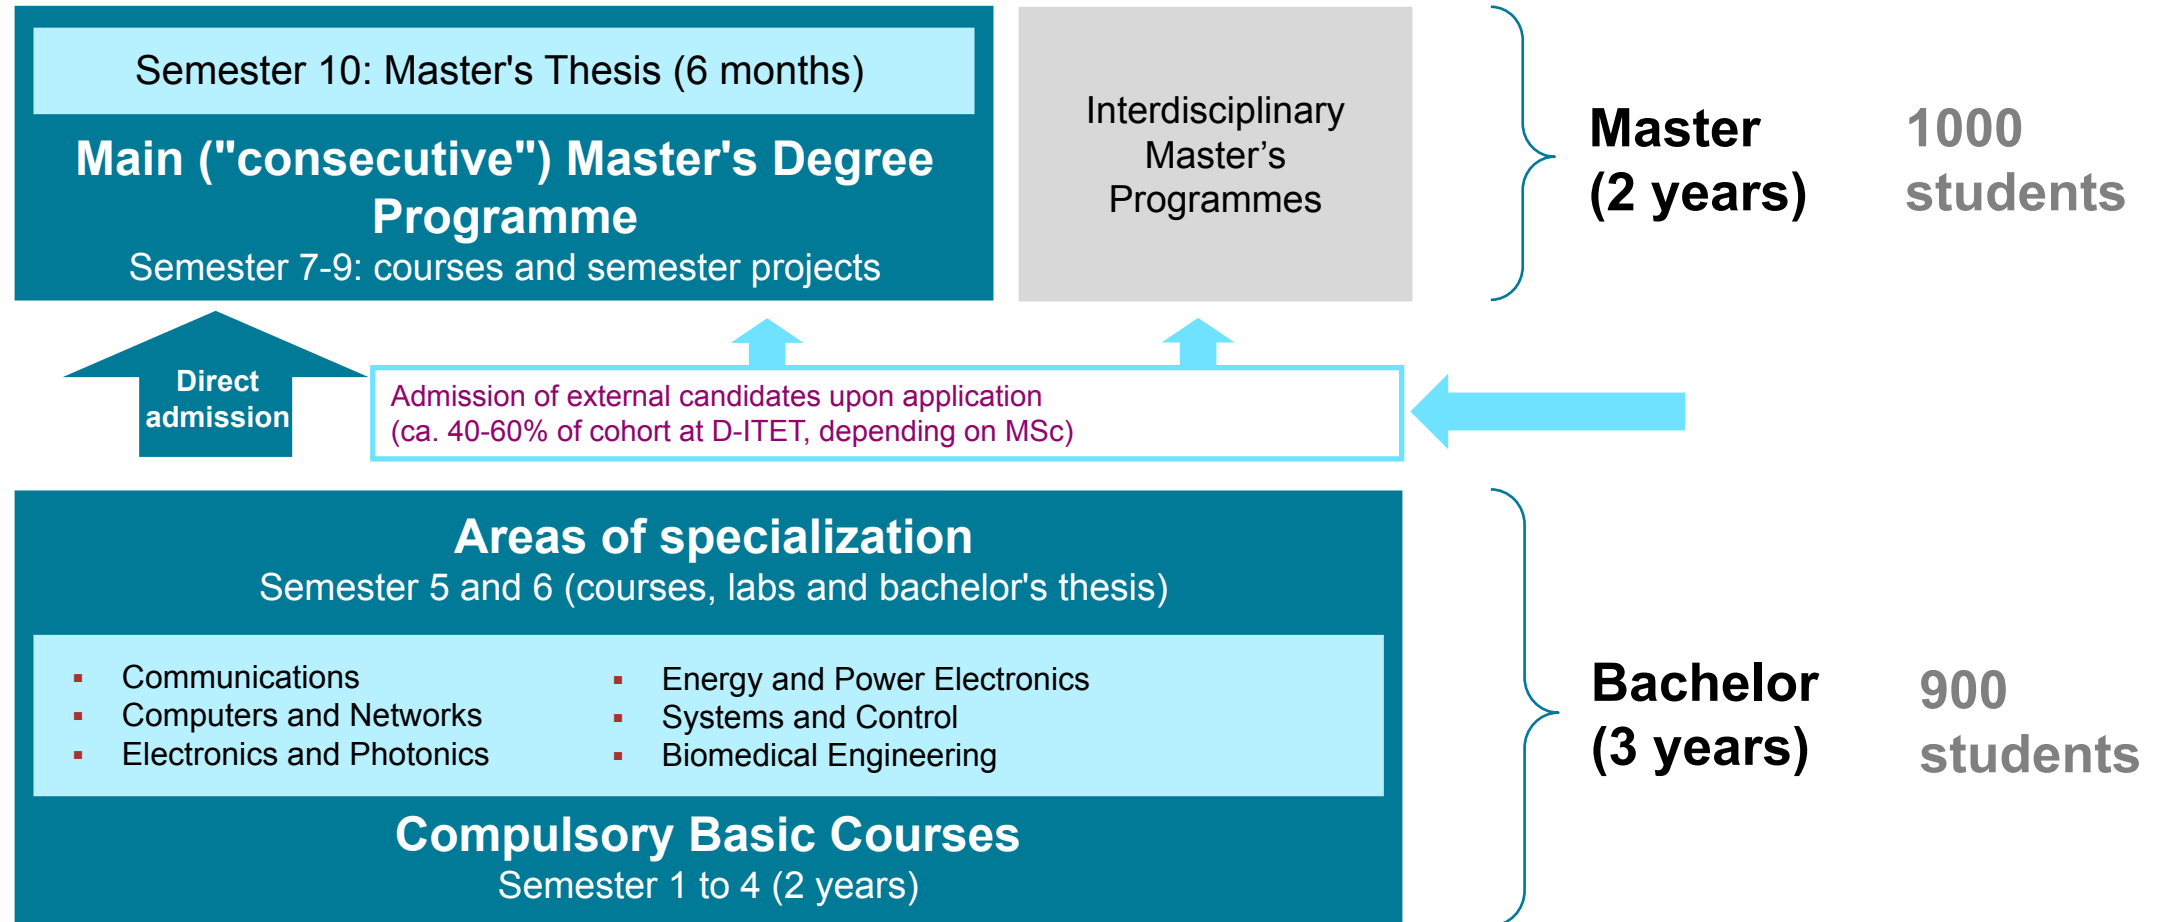 Semester 10: Master's Thesis (6 months)
Main ("consecutive") Master's Degree
Programme
Semester 7-9: courses and semester projects
Interdisciplinary
Master’s
Programmes
Master
(2 years)
1000
students
Direct
admission
Admission of external candidates upon application
(ca. 40-60% of cohort at D-ITET, depending on MSc)
Areas of specialization
Semester 5 and 6 (courses, labs and bachelor's thesis)
▪ Communications
▪ Computers and Networks
▪ Electronics and Photonics
▪ Energy and Power Electronics
▪ Systems and Control
▪ Biomedical Engineering
Compulsory Basic Courses
Semester 1 to 4 (2 years)
Bachelor
(3 years)
900
students